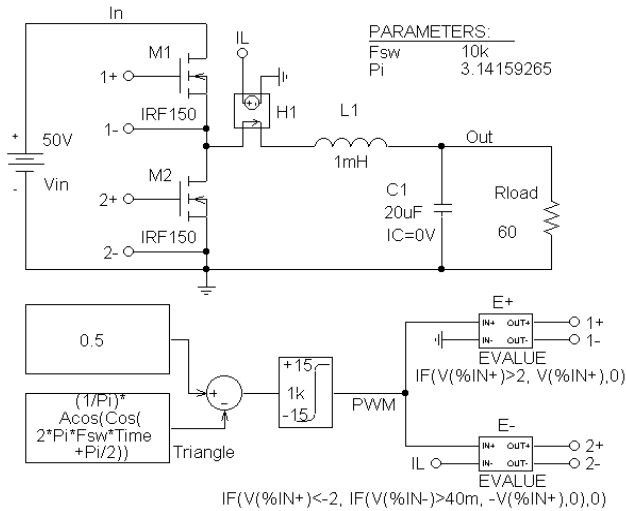 In
PARAMETERS:
Fsw 10k
Pi 3.14159265
M1
IL
1+
IRF150
H1
L1
1-
+
50V
Out
1mH
M2
-
Vin
2+
C1
20uF
IC=0V
Rload
60
IRF150
2-
E+
0.5
+15
1k
-15
IN+ OUT+
IN- OUT-
1+
1-
EVALUE
IF(V(%IN+)>2, V(%IN+),0)
+
−
PWM
(1/Pi)*
Acos(Cos(
2*Pi*Fsw*Time
+Pi/2))
Triangle
E-
IL
IN+ OUT+
IN- OUT-
2+
2-
EVALUE
IF(V(%IN+)<-2, IF(V(%IN-)>40m, -V(%IN+),0),0)